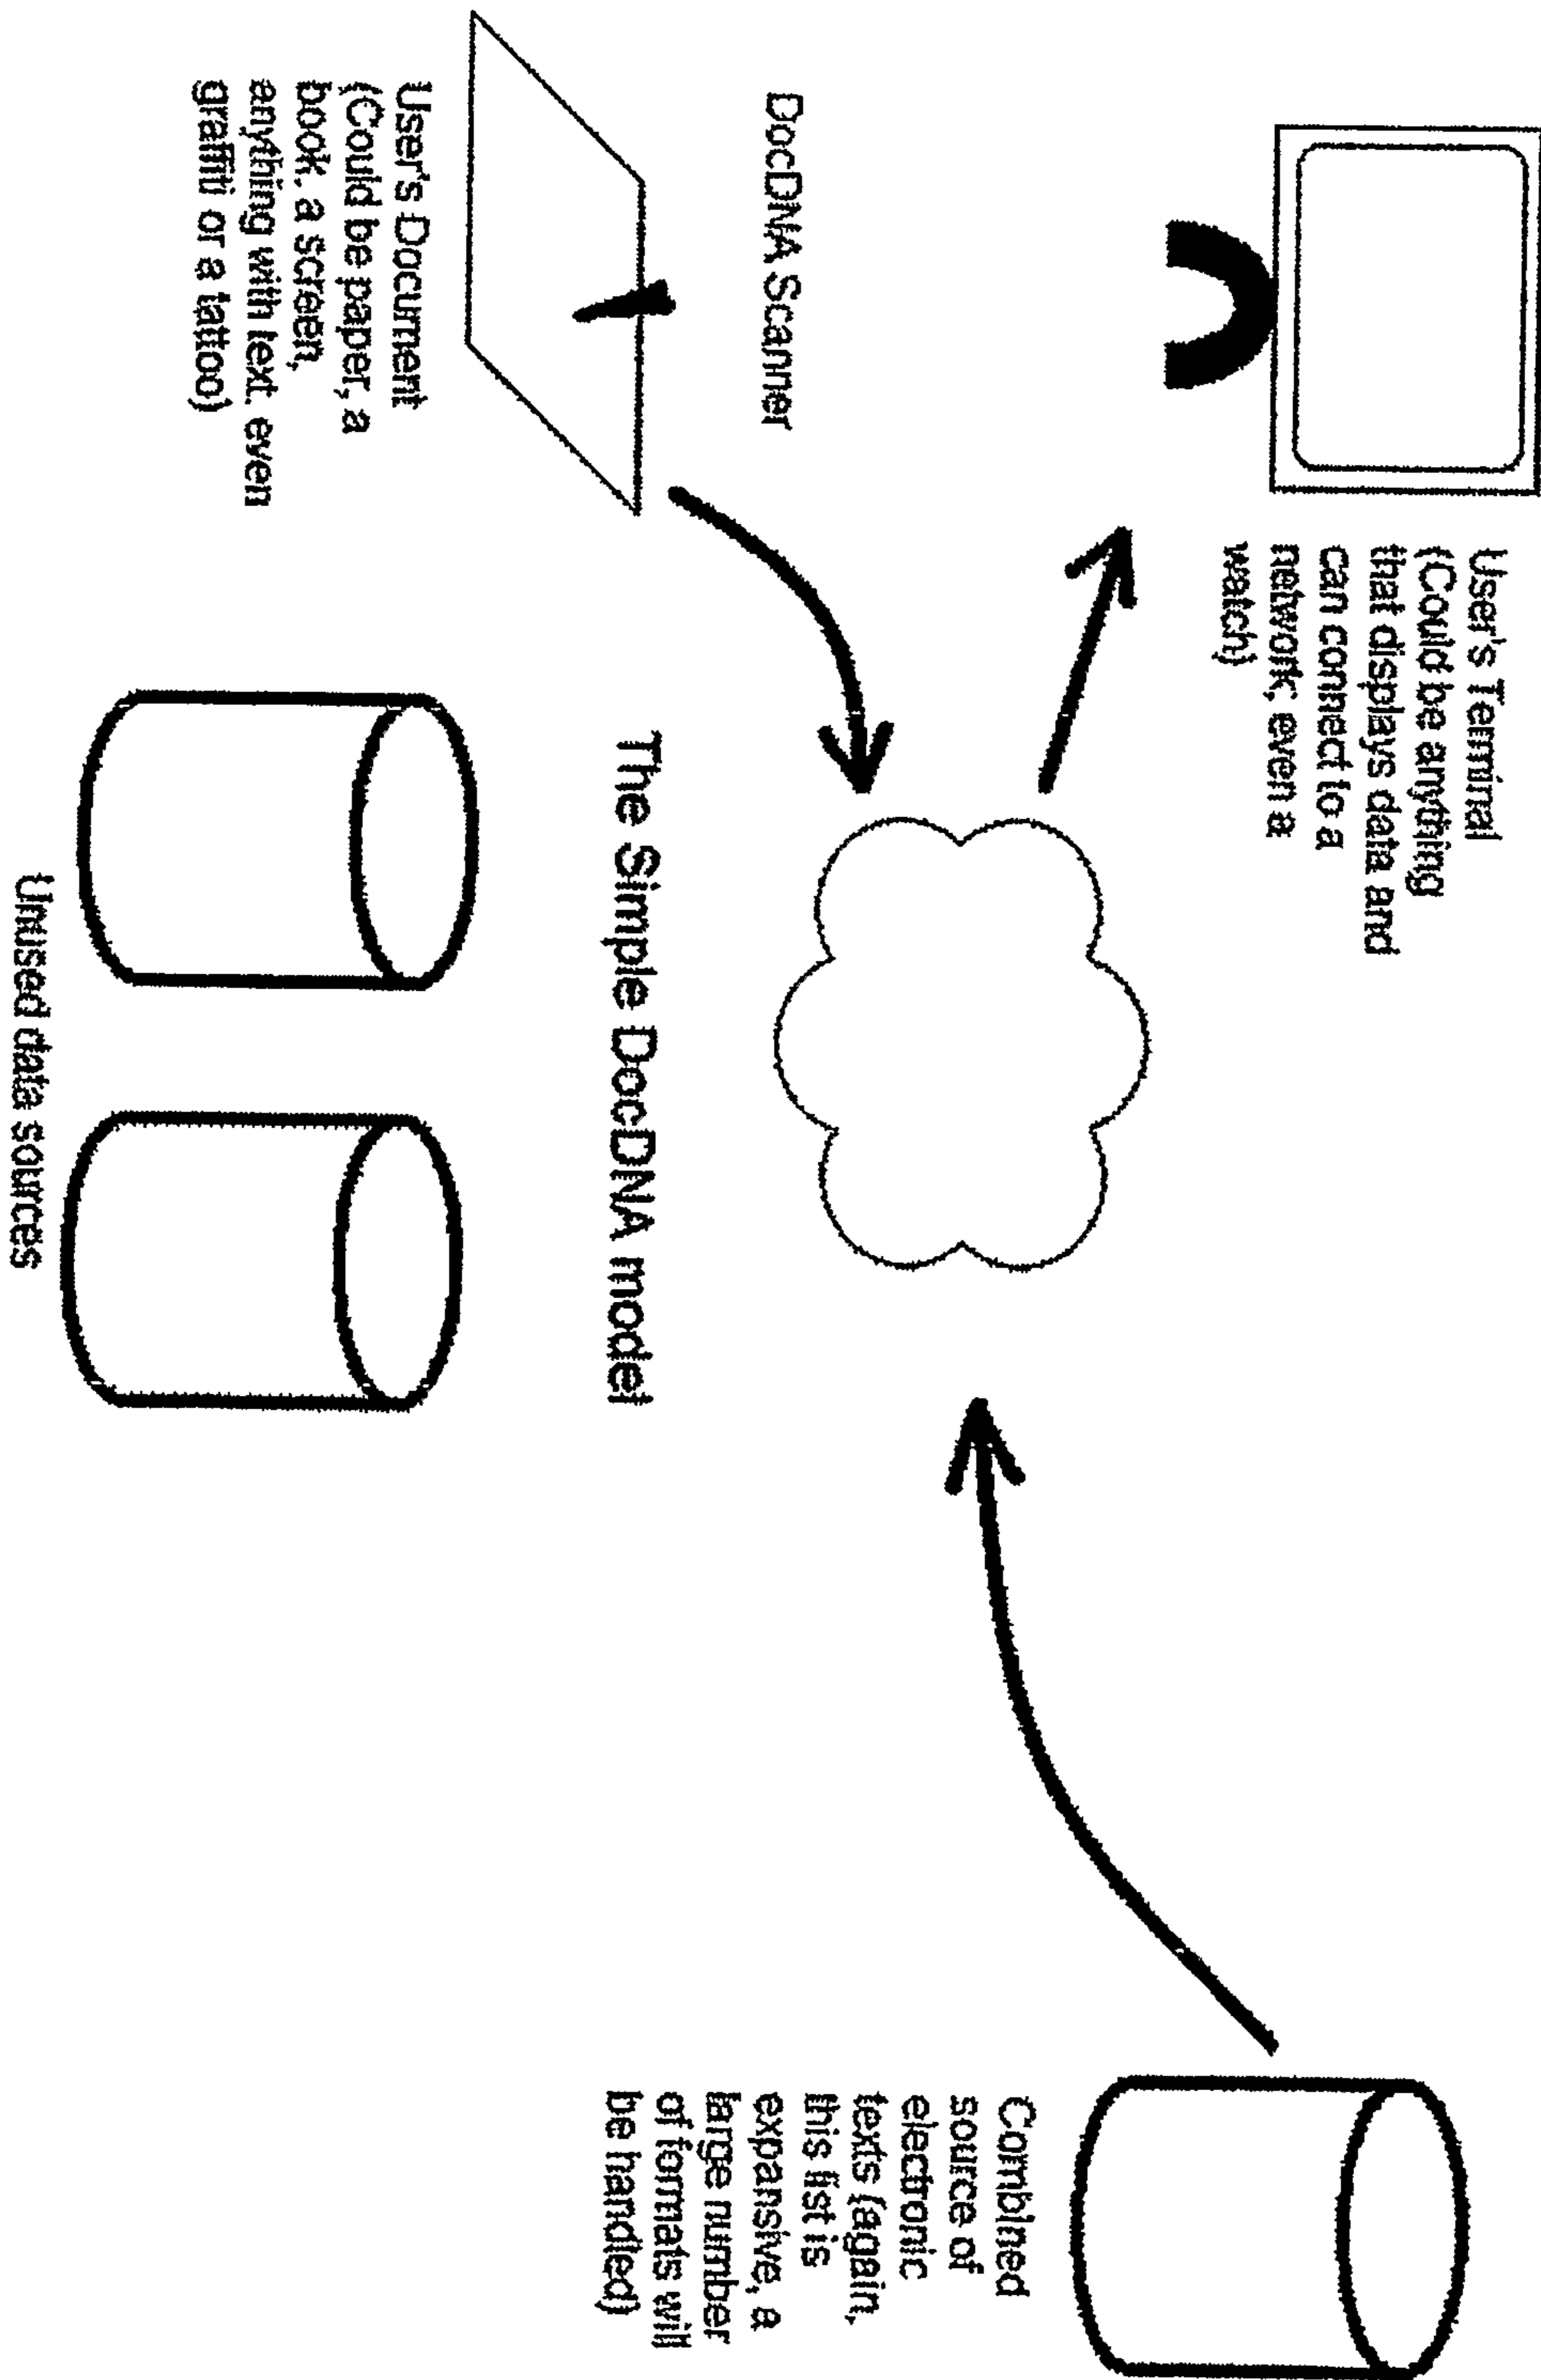 User's Terminal
(Could be anything
that displays data and
can connect to a
network, even a
watch)
DocDNA Scanner
User's Document
(Could be paper, a
book, a screen,
anything with text, even
graffiti or a tattoo)
The Simple DocDNA model
Unused data sources
Combined
source of
electronic
texts (again,
this list is
expansive, a
large number
of formats will
be handled)